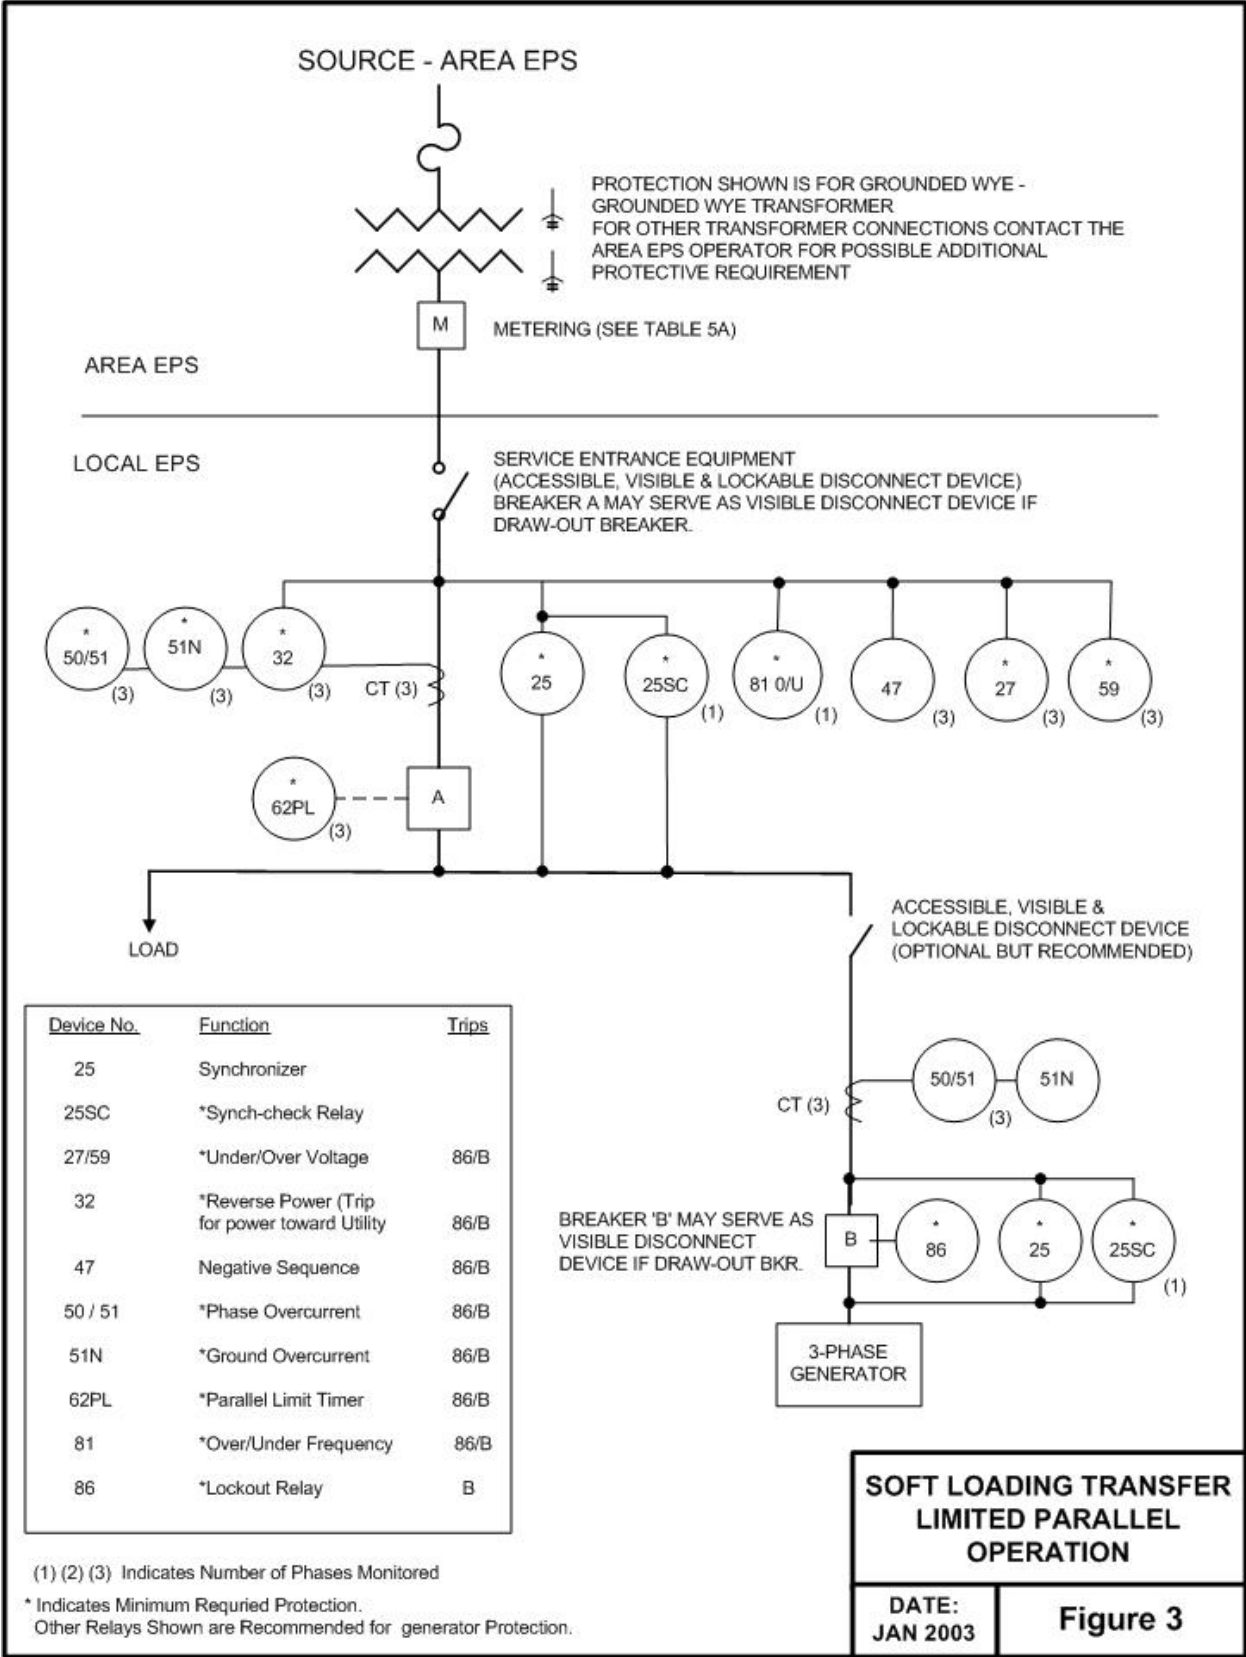 SOURCE - AREA EPS
PROTECTION SHOWN IS FOR GROUNDED WYE -
GROUNDED WYE TRANSFORMER
FOR OTHER TRANSFORMER CONNECTIONS CONTACT THE
AREA EPS OPERATOR FOR POSSIBLE ADDITIONAL
PROTECTIVE REQUIREMENT
M
METERING (SEE TABLE 5A)
AREA EPS
LOCAL EPS
SERVICE ENTRANCE EQUIPMENT
(ACCESSIBLE, VISIBLE & LOCKABLE DISCONNECT DEVICE)
BREAKER A MAY SERVE AS VISIBLE DISCONNECT DEVICE IF
DRAW-OUT BREAKER.
* 50/51 (3)
* 51N (3)
* 32 (3)
CT (3)
* 25
* 25SC (1)
* 81 0/U (1)
47 (3)
* 27 (3)
* 59 (3)
* 62PL (3)
A
LOAD
ACCESSIBLE, VISIBLE &
LOCKABLE DISCONNECT DEVICE
(OPTIONAL BUT RECOMMENDED)
CT (3)
50/51 (3)
51N
BREAKER 'B' MAY SERVE AS
VISIBLE DISCONNECT
DEVICE IF DRAW-OUT BKR.
B
* 86
* 25
* 25SC (1)
3-PHASE
GENERATOR
Device No. Function Trips
25 Synchronizer
25SC *Synch-check Relay
27/59 *Under/Over Voltage 86/B
32 *Reverse Power (Trip
for power toward Utility 86/B
47 Negative Sequence 86/B
50 / 51 *Phase Overcurrent 86/B
51N *Ground Overcurrent 86/B
62PL *Parallel Limit Timer 86/B
81 *Over/Under Frequency 86/B
86 *Lockout Relay B
(1) (2) (3) Indicates Number of Phases Monitored
* Indicates Minimum Requried Protection.
Other Relays Shown are Recommended for generator Protection.
SOFT LOADING TRANSFER
LIMITED PARALLEL
OPERATION
DATE:
JAN 2003
Figure 3